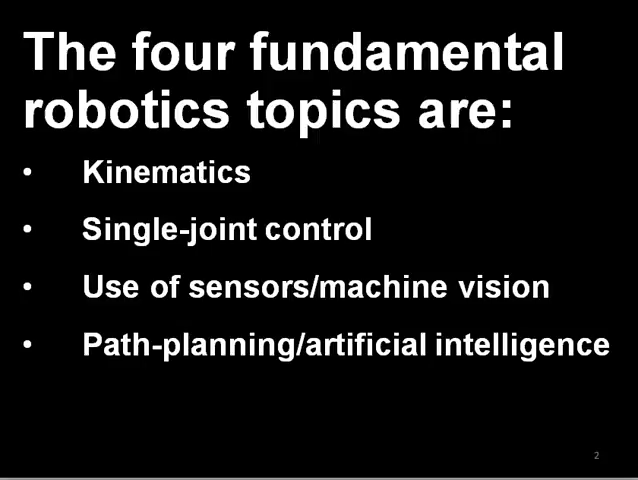 The four fundamental
robotics topics are:
• Kinematics
• Single-joint control
• Use of sensors/machine vision
• Path-planning/artificial intelligence
2